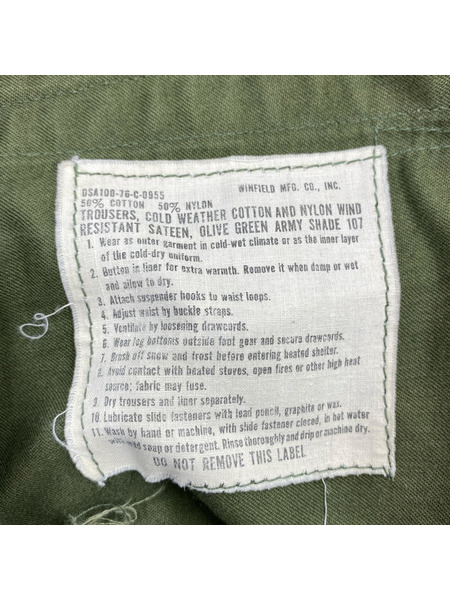 DSA100-76-C-0955 WINFIELD MFG. CO., INC.
50% COTTON 50% NYLON
TROUSERS, COLD WEATHER COTTON AND NYLON WIND
RESISTANT SATEEN, OLIVE GREEN ARMY SHADE 107
1. Wear as outer garment in cold-wet climate or as the inner layer
of the cold-dry uniform.
2. Button in liner for extra warmth. Remove it when damp or wet
and allow to dry.
3. Attach suspender hooks to waist loops.
4. Adjust waist by buckle straps.
5. Ventilate by loosening drawcords.
6. Wear leg bottoms outside foot gear and secure drawcords.
7. Brush off snow and frost before entering heated shelter.
8. Avoid contact with heated stoves, open fires or other high heat
source; fabric may fuse.
9. Dry trousers and liner separately.
10. Lubricate slide fasteners with lead pencil, graphite or wax.
11. Wash by hand or machine, with slide fastener closed, in hot water
with mild soap or detergent. Rinse thoroughly and drip or machine dry.
DO NOT REMOVE THIS LABEL